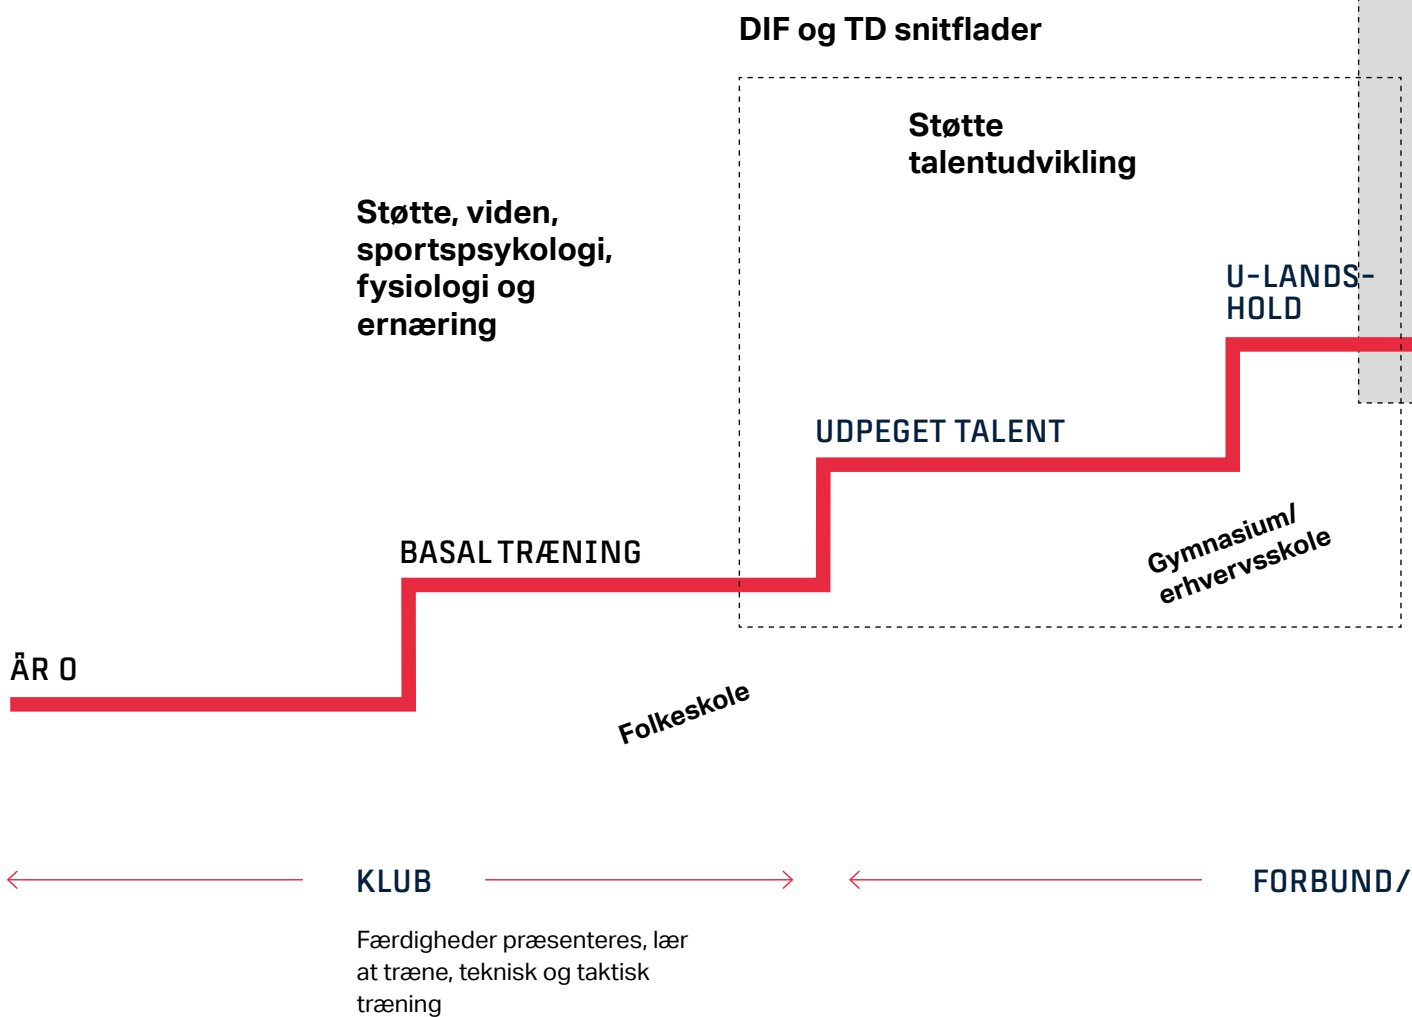 DIF og TD snitflader
Støtte
talentudvikling
Støtte, viden,
sportspsykologi,
fysiologi og
ernæring
U-LANDS-
HOLD
UDPEGET TALENT
BASAL TRÆNING
Gymnasium/
erhvervsskole
ÅR 0
Folkeskole
KLUB
FORBUND/
Færdigheder præsenteres, lær
at træne, teknisk og taktisk
træning